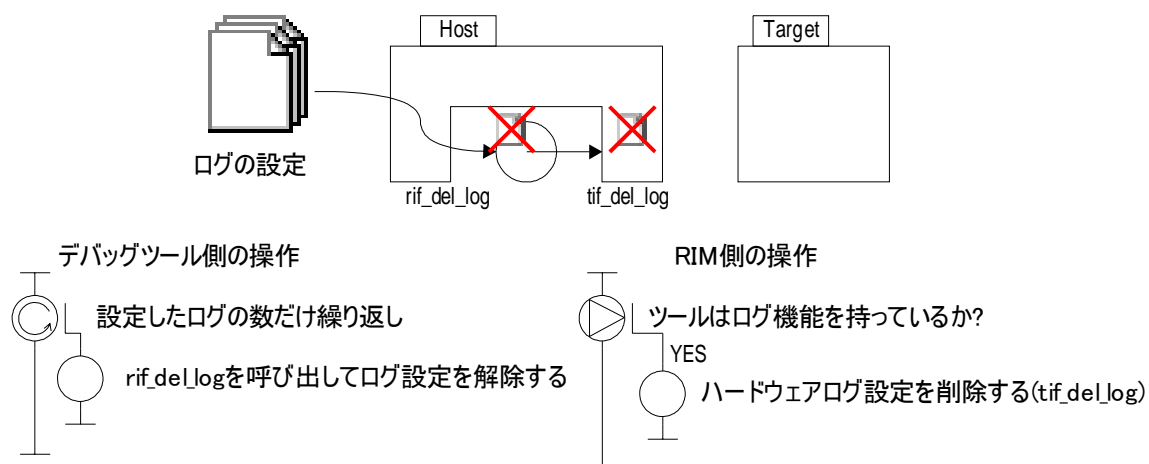 Host
Target
ログの設定
rif_del_log
tif_del_log
デバッグツール側の操作
設定したログの数だけ繰り返し
rif_del_logを呼び出してログ設定を解除する
RIM側の操作
ツールはログ機能を持っているか?
YES
ハードウェアログ設定を削除する(tif_del_log)